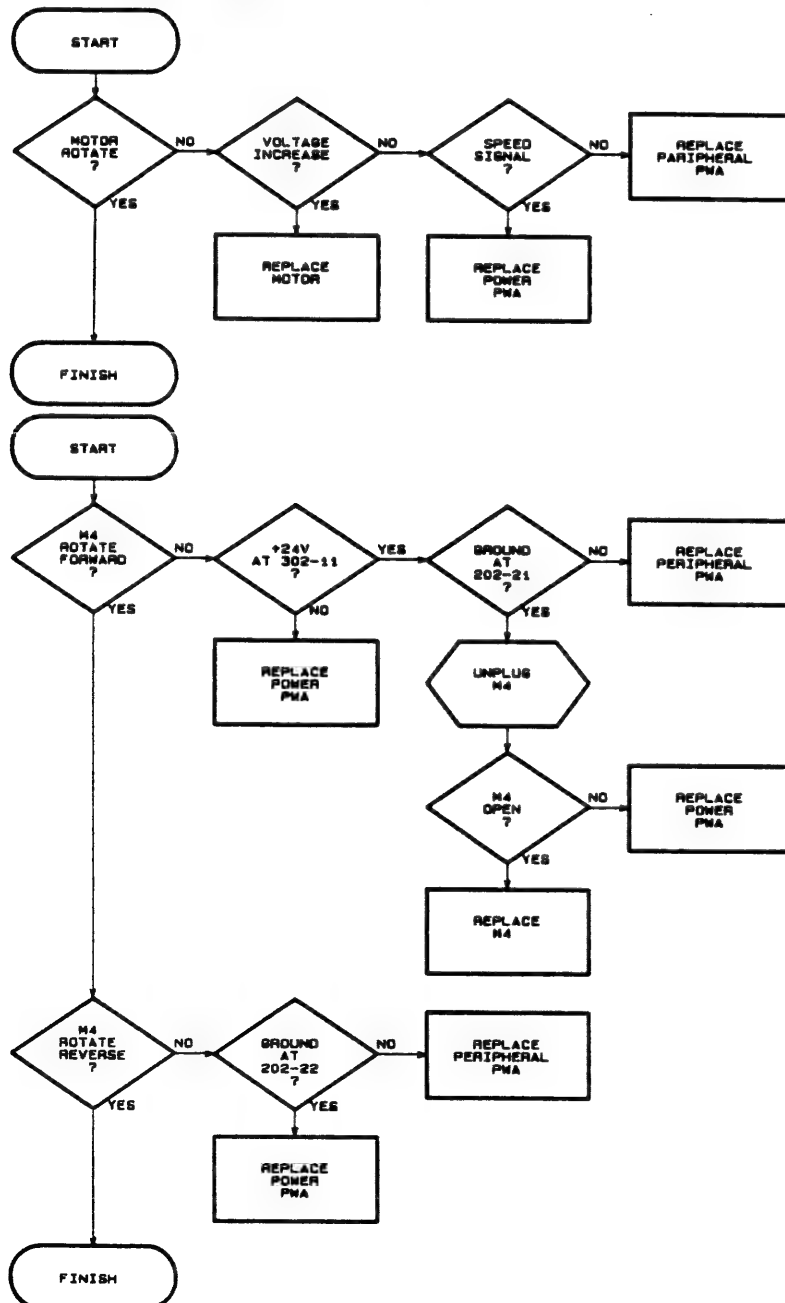 START
MOTOR
ROTATE
?
NO
YES
VOLTAGE
INCREASE
?
NO
YES
SPEED
SIGNAL
?
NO
YES
REPLACE
PARIPHERAL
PWA
REPLACE
MOTOR
REPLACE
POWER
PWA
FINISH
START
M4
ROTATE
FORWARD
?
NO
YES
+24V
AT 302-11
?
YES
NO
GROUND
AT
202-21
?
NO
YES
REPLACE
PERIPHERAL
PWA
REPLACE
POWER
PWA
UNPLUG
M4
M4
OPEN
?
NO
YES
REPLACE
POWER
PWA
REPLACE
M4
M4
ROTATE
REVERSE
?
NO
YES
GROUND
AT
202-22
?
NO
YES
REPLACE
PERIPHERAL
PWA
REPLACE
POWER
PWA
FINISH